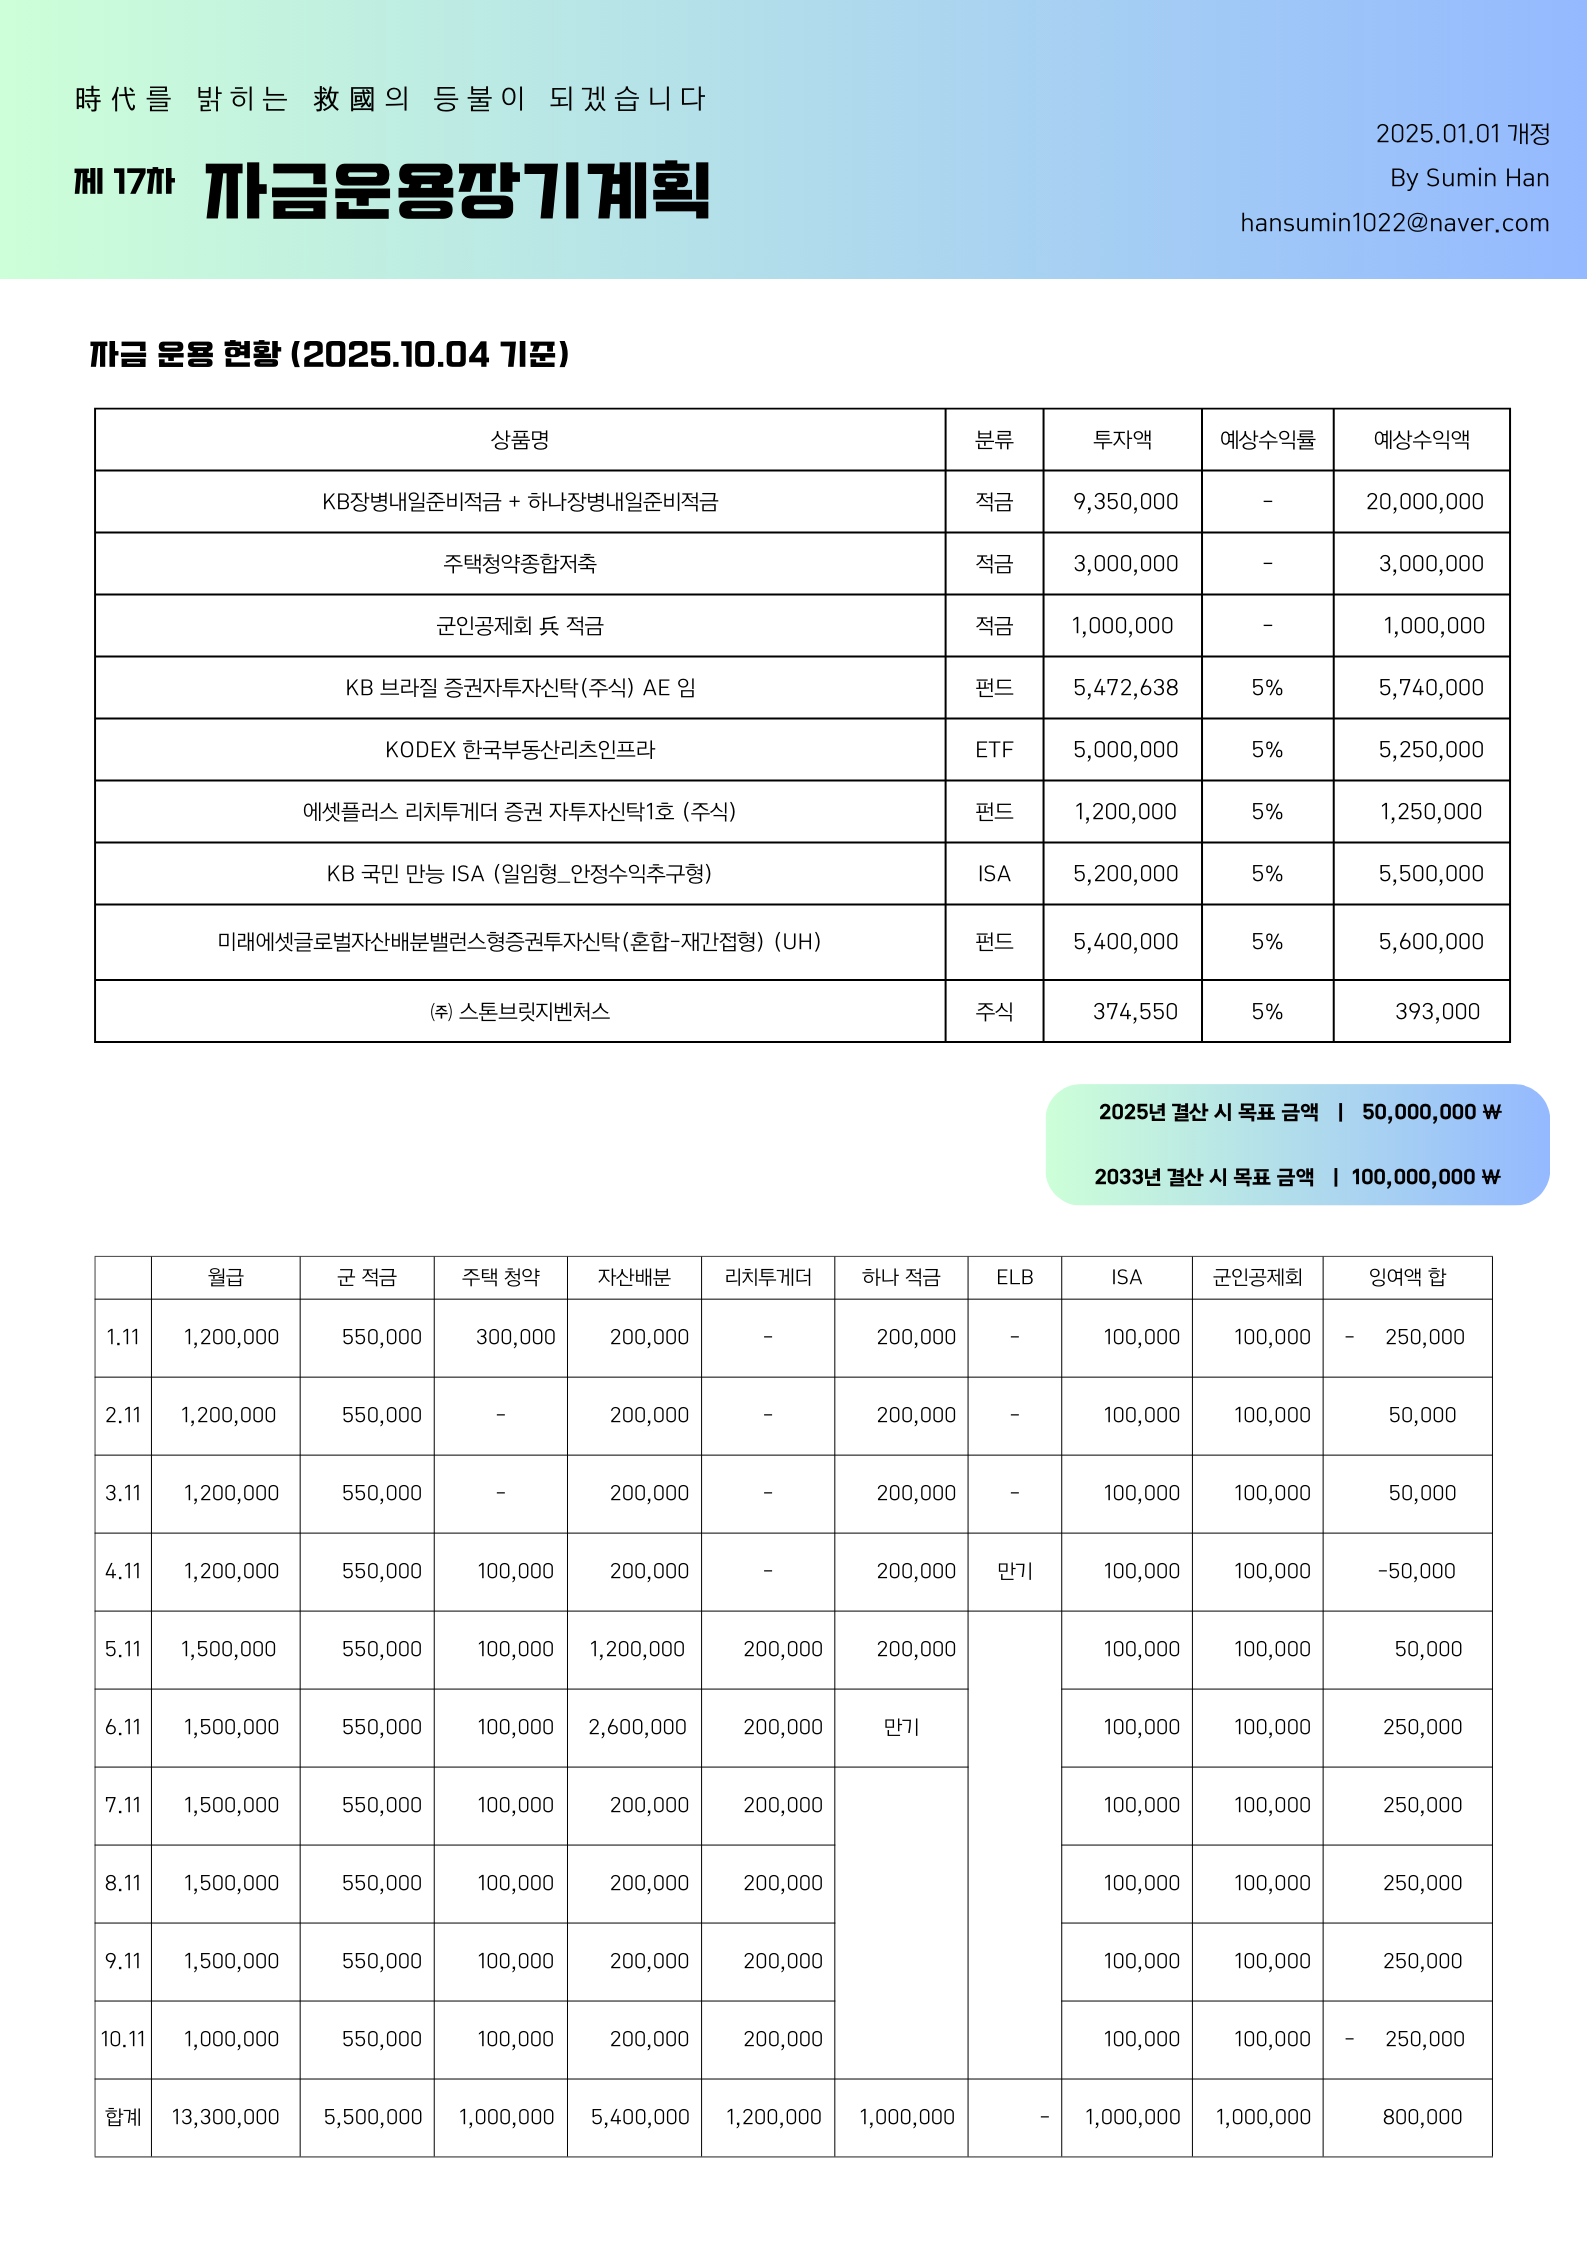 時代를 밝히는 救國의 등불이 되겠습니다
제 17차 자금운용장기계획
2025.01.01 개정
By Sumin Han
hansumin1022@naver.com
자금 운용 현황 (2025.10.04 기준)
상품명 분류 투자액 예상수익률 예상수익액
KB장병내일준비적금 + 하나장병내일준비적금 적금 9,350,000 - 20,000,000
주택청약종합저축 적금 3,000,000 - 3,000,000
군인공제회 兵 적금 적금 1,000,000 - 1,000,000
KB 브라질 증권자투자신탁(주식) AE 임 펀드 5,472,638 5% 5,740,000
KODEX 한국부동산리츠인프라 ETF 5,000,000 5% 5,250,000
에셋플러스 리치투게더 증권 자투자신탁1호 (주식) 펀드 1,200,000 5% 1,250,000
KB 국민 만능 ISA (일임형_안정수익추구형) ISA 5,200,000 5% 5,500,000
미래에셋글로벌자산배분밸런스형증권투자신탁(혼합-재간접형) (UH) 펀드 5,400,000 5% 5,600,000
㈜ 스톤브릿지벤처스 주식 374,550 5% 393,000
2025년 결산 시 목표 금액 | 50,000,000 ₩
2033년 결산 시 목표 금액 | 100,000,000 ₩
월급 군 적금 주택 청약 자산배분 리치투게더 하나 적금 ELB ISA 군인공제회 잉여액 합
1.11 1,200,000 550,000 300,000 200,000 - 200,000 - 100,000 100,000 - 250,000
2.11 1,200,000 550,000 - 200,000 - 200,000 - 100,000 100,000 50,000
3.11 1,200,000 550,000 - 200,000 - 200,000 - 100,000 100,000 50,000
4.11 1,200,000 550,000 100,000 200,000 - 200,000 만기 100,000 100,000 -50,000
5.11 1,500,000 550,000 100,000 1,200,000 200,000 200,000 100,000 100,000 50,000
6.11 1,500,000 550,000 100,000 2,600,000 200,000 만기 100,000 100,000 250,000
7.11 1,500,000 550,000 100,000 200,000 200,000 100,000 100,000 250,000
8.11 1,500,000 550,000 100,000 200,000 200,000 100,000 100,000 250,000
9.11 1,500,000 550,000 100,000 200,000 200,000 100,000 100,000 250,000
10.11 1,000,000 550,000 100,000 200,000 200,000 100,000 100,000 - 250,000
합계 13,300,000 5,500,000 1,000,000 5,400,000 1,200,000 1,000,000 - 1,000,000 1,000,000 800,000